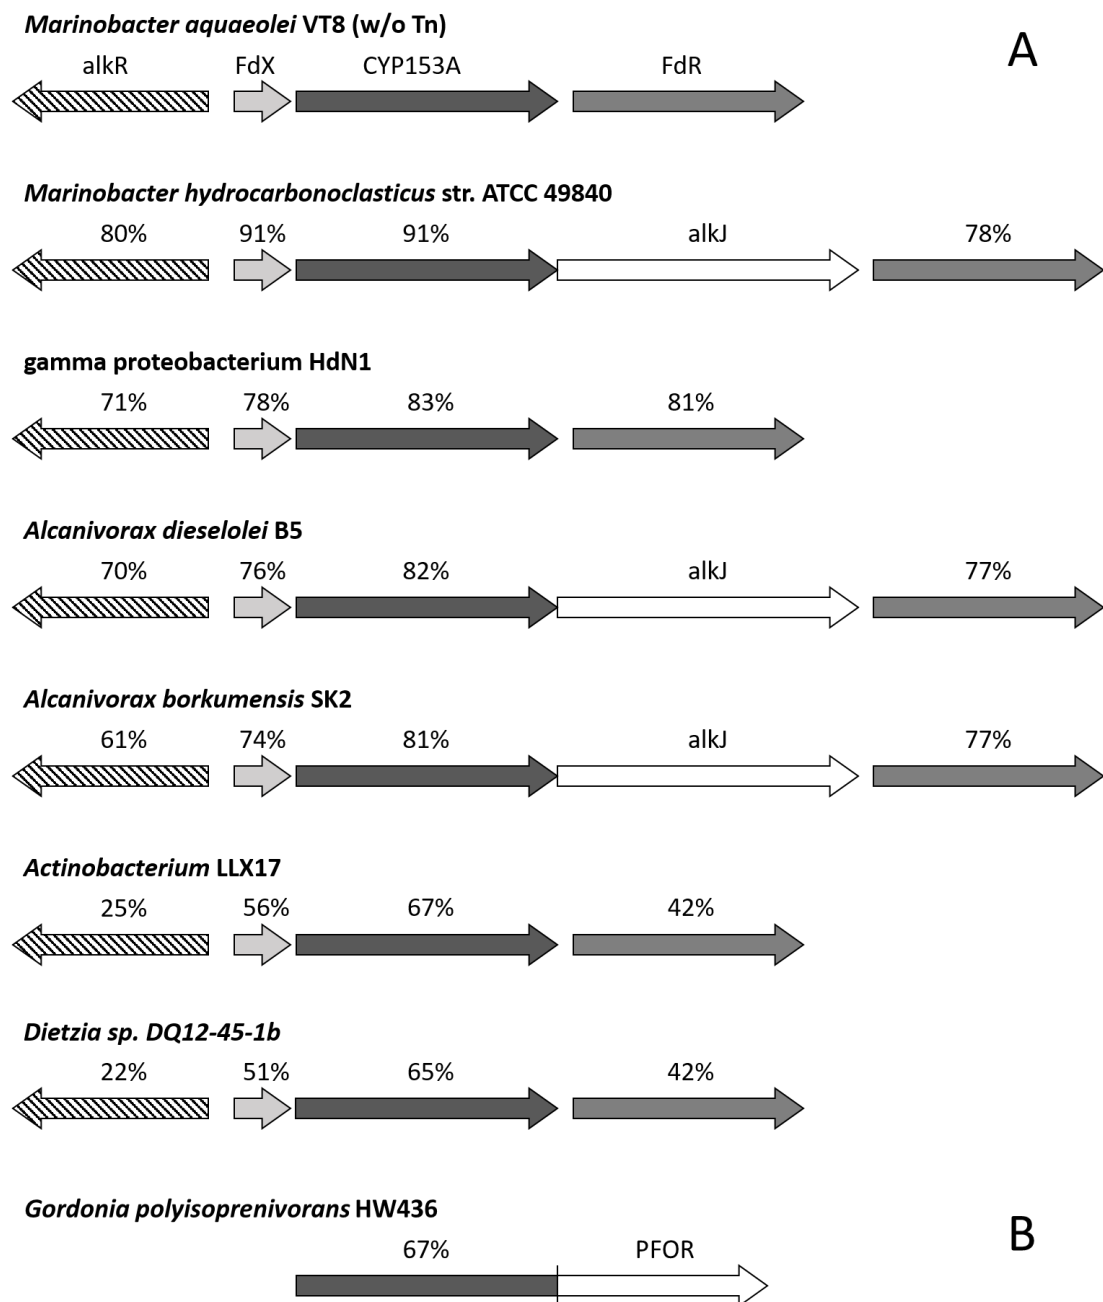 Marinobacter aquaeolei VT8 (w/o Tn)
A
alkR FdX CYP153A FdR
Marinobacter hydrocarbonoclasticus str. ATCC 49840
80% 91% 91% alkJ 78%
gamma proteobacterium HdN1
71% 78% 83% 81%
Alcanivorax dieselolei B5
70% 76% 82% alkJ 77%
Alcanivorax borkumensis SK2
61% 74% 81% alkJ 77%
Actinobacterium LLX17
25% 56% 67% 42%
Dietzia sp. DQ12-45-1b
22% 51% 65% 42%
Gordonia polyisoprenivorans HW436
B
67% PFOR